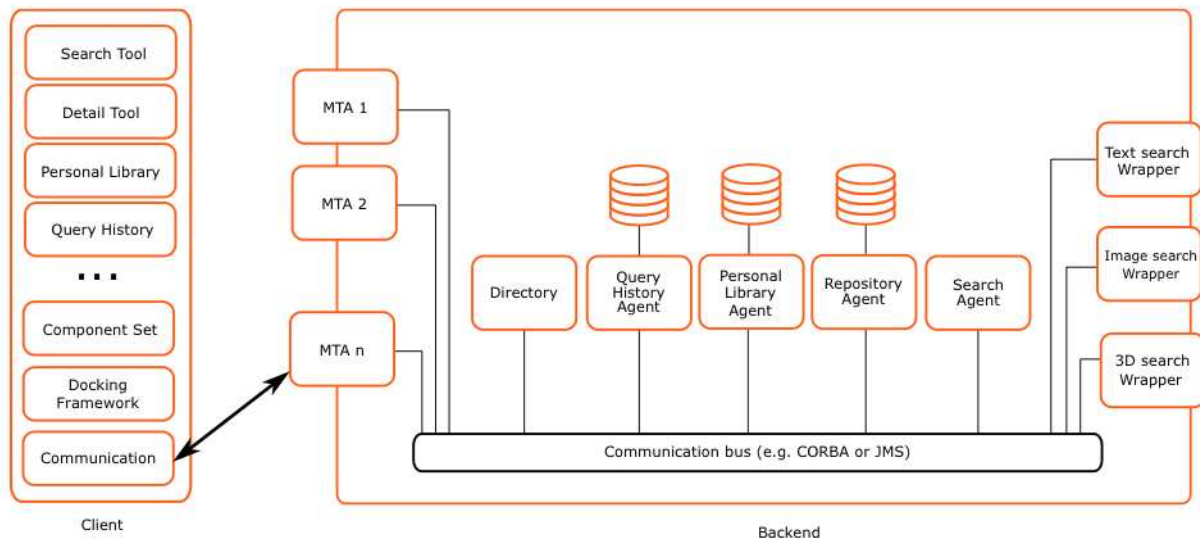 Search Tool
Detail Tool
Personal Library
Query History
...
Component Set
Docking
Framework
Communication
Client
MTA 1
MTA 2
MTA n
Directory
Query
History
Agent
Personal
Library
Agent
Repository
Agent
Search
Agent
Text search
Wrapper
Image search
Wrapper
3D search
Wrapper
Communication bus (e.g. CORBA or JMS)
Backend